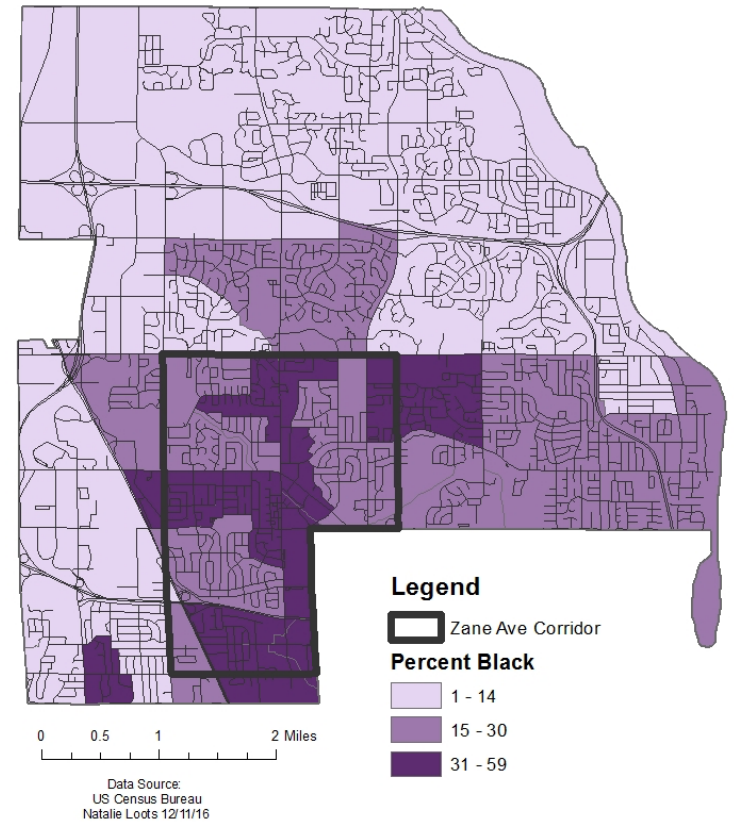 Legend
Zane Ave Corridor
Percent Black
1 - 14
15 - 30
31 - 59
0 0.5 1 2 Miles
Data Source:
US Census Bureau
Natalie Loots 12/11/16